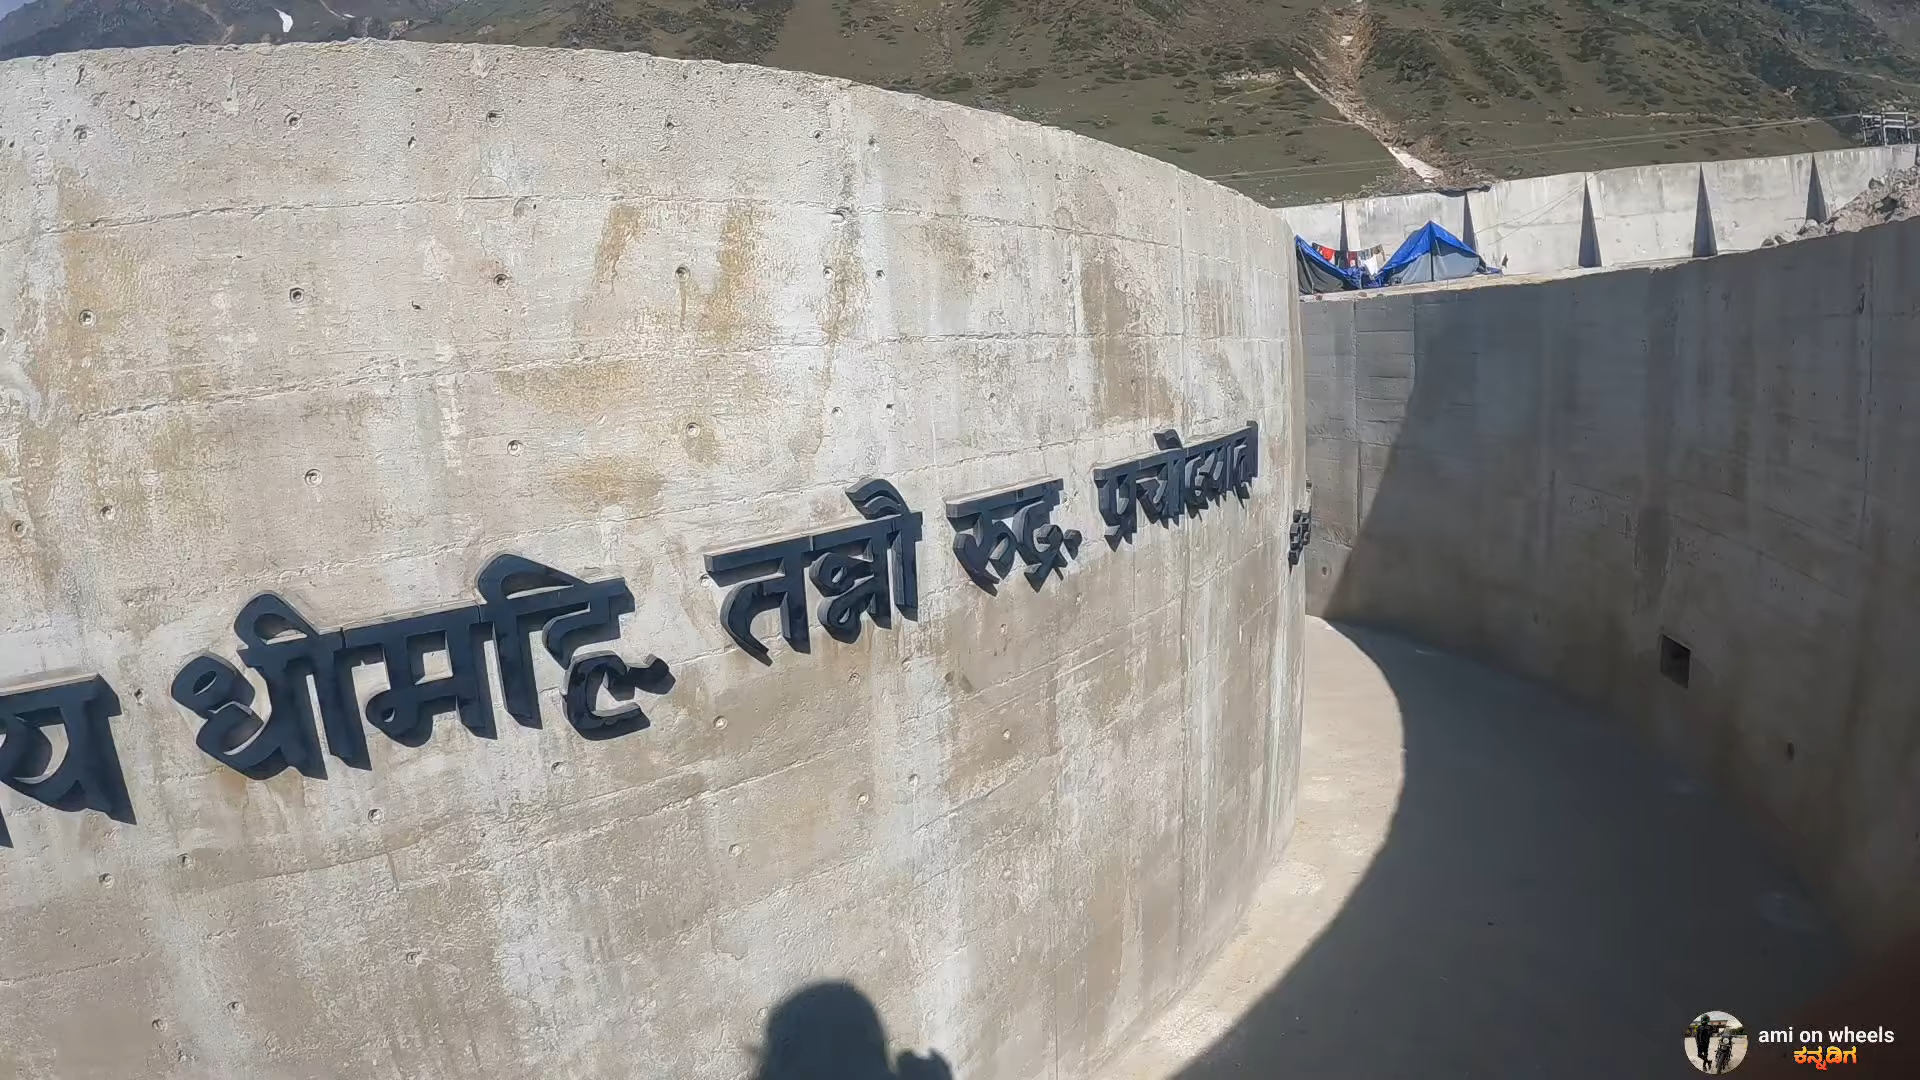 य धीमहि तन्नौ रुद्र: प्रचोदयात्
ami on wheels
ಕನ್ನಡಿಗ